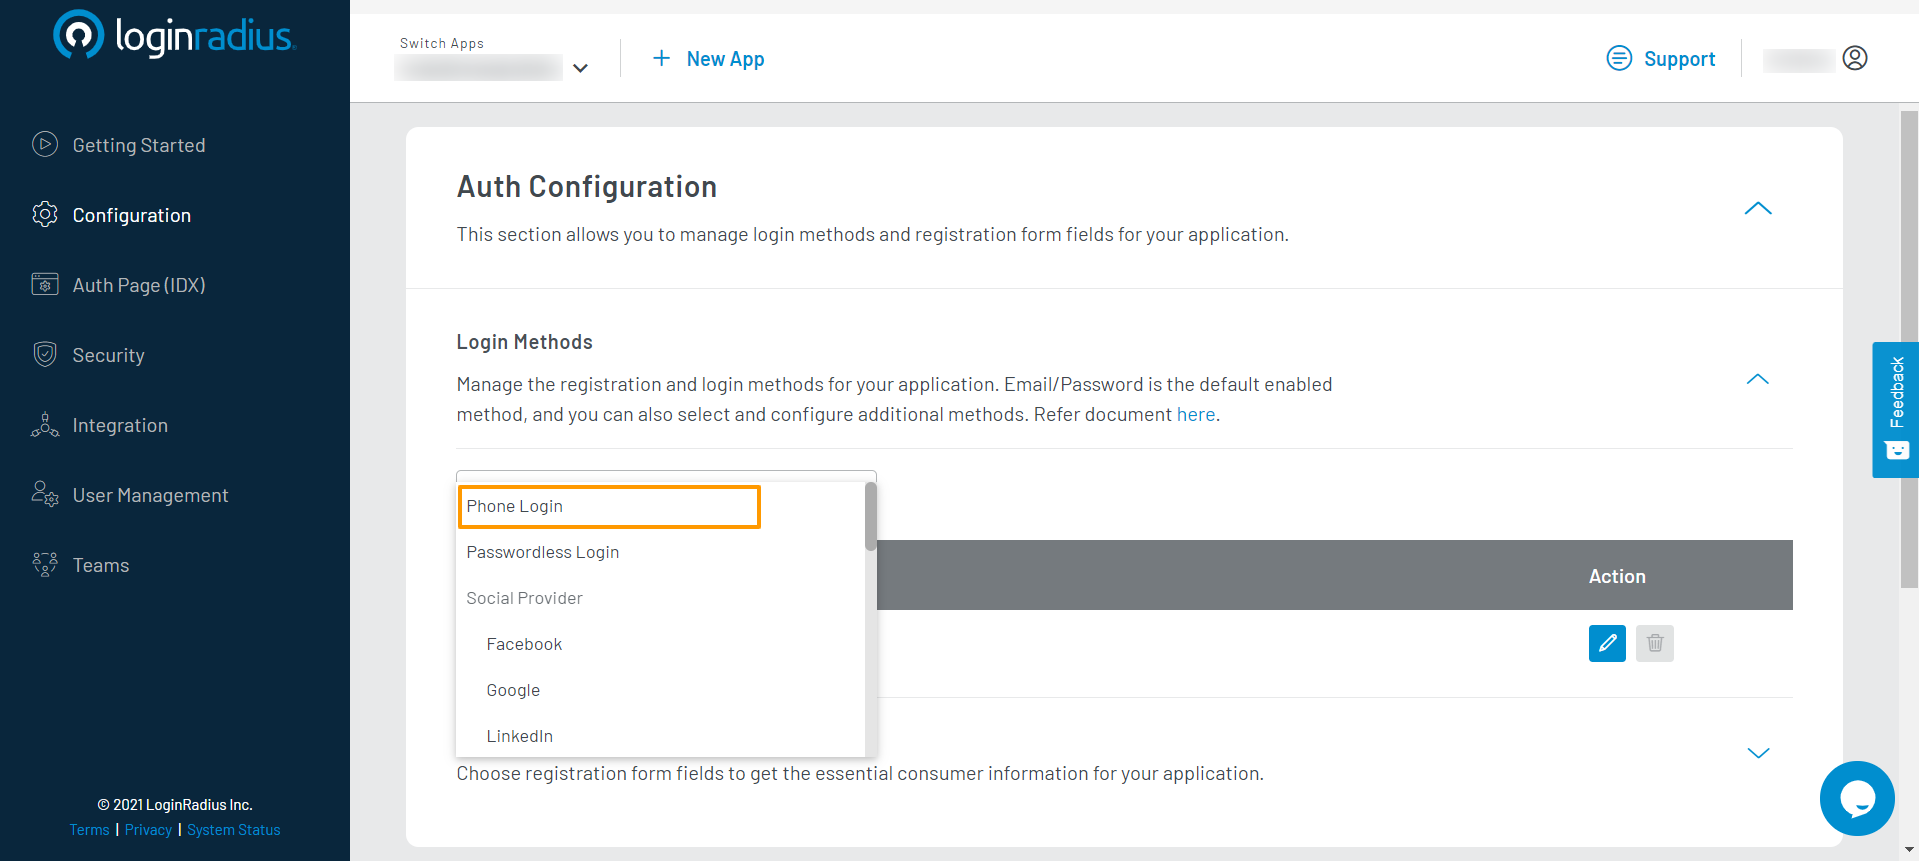 loginradius
Getting Started
Configuration
Auth Page (IDX)
Security
Integration
User Management
Teams
© 2021 LoginRadius Inc.
Terms | Privacy | System Status
Switch Apps
+ New App
Support
Auth Configuration
This section allows you to manage login methods and registration form fields for your application.
Login Methods
Manage the registration and login methods for your application. Email/Password is the default enabled
method, and you can also select and configure additional methods. Refer document here.
Phone Login
Passwordless Login
Social Provider
Facebook
Google
LinkedIn
Action
Choose registration form fields to get the essential consumer information for your application.
Feedback